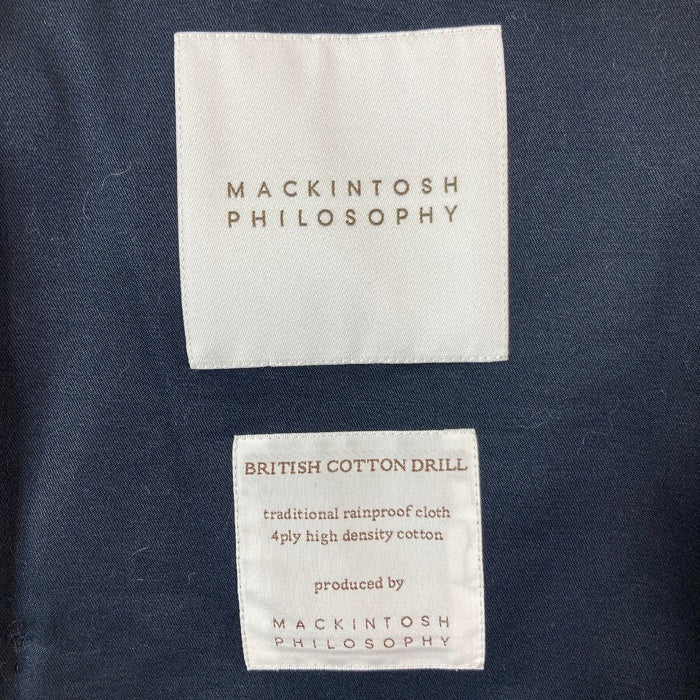 MACKINTOSH
PHILOSOPHY
BRITISH COTTON DRILL
traditional rainproof cloth
4ply high density cotton
produced by
MACKINTOSH
PHILOSOPHY